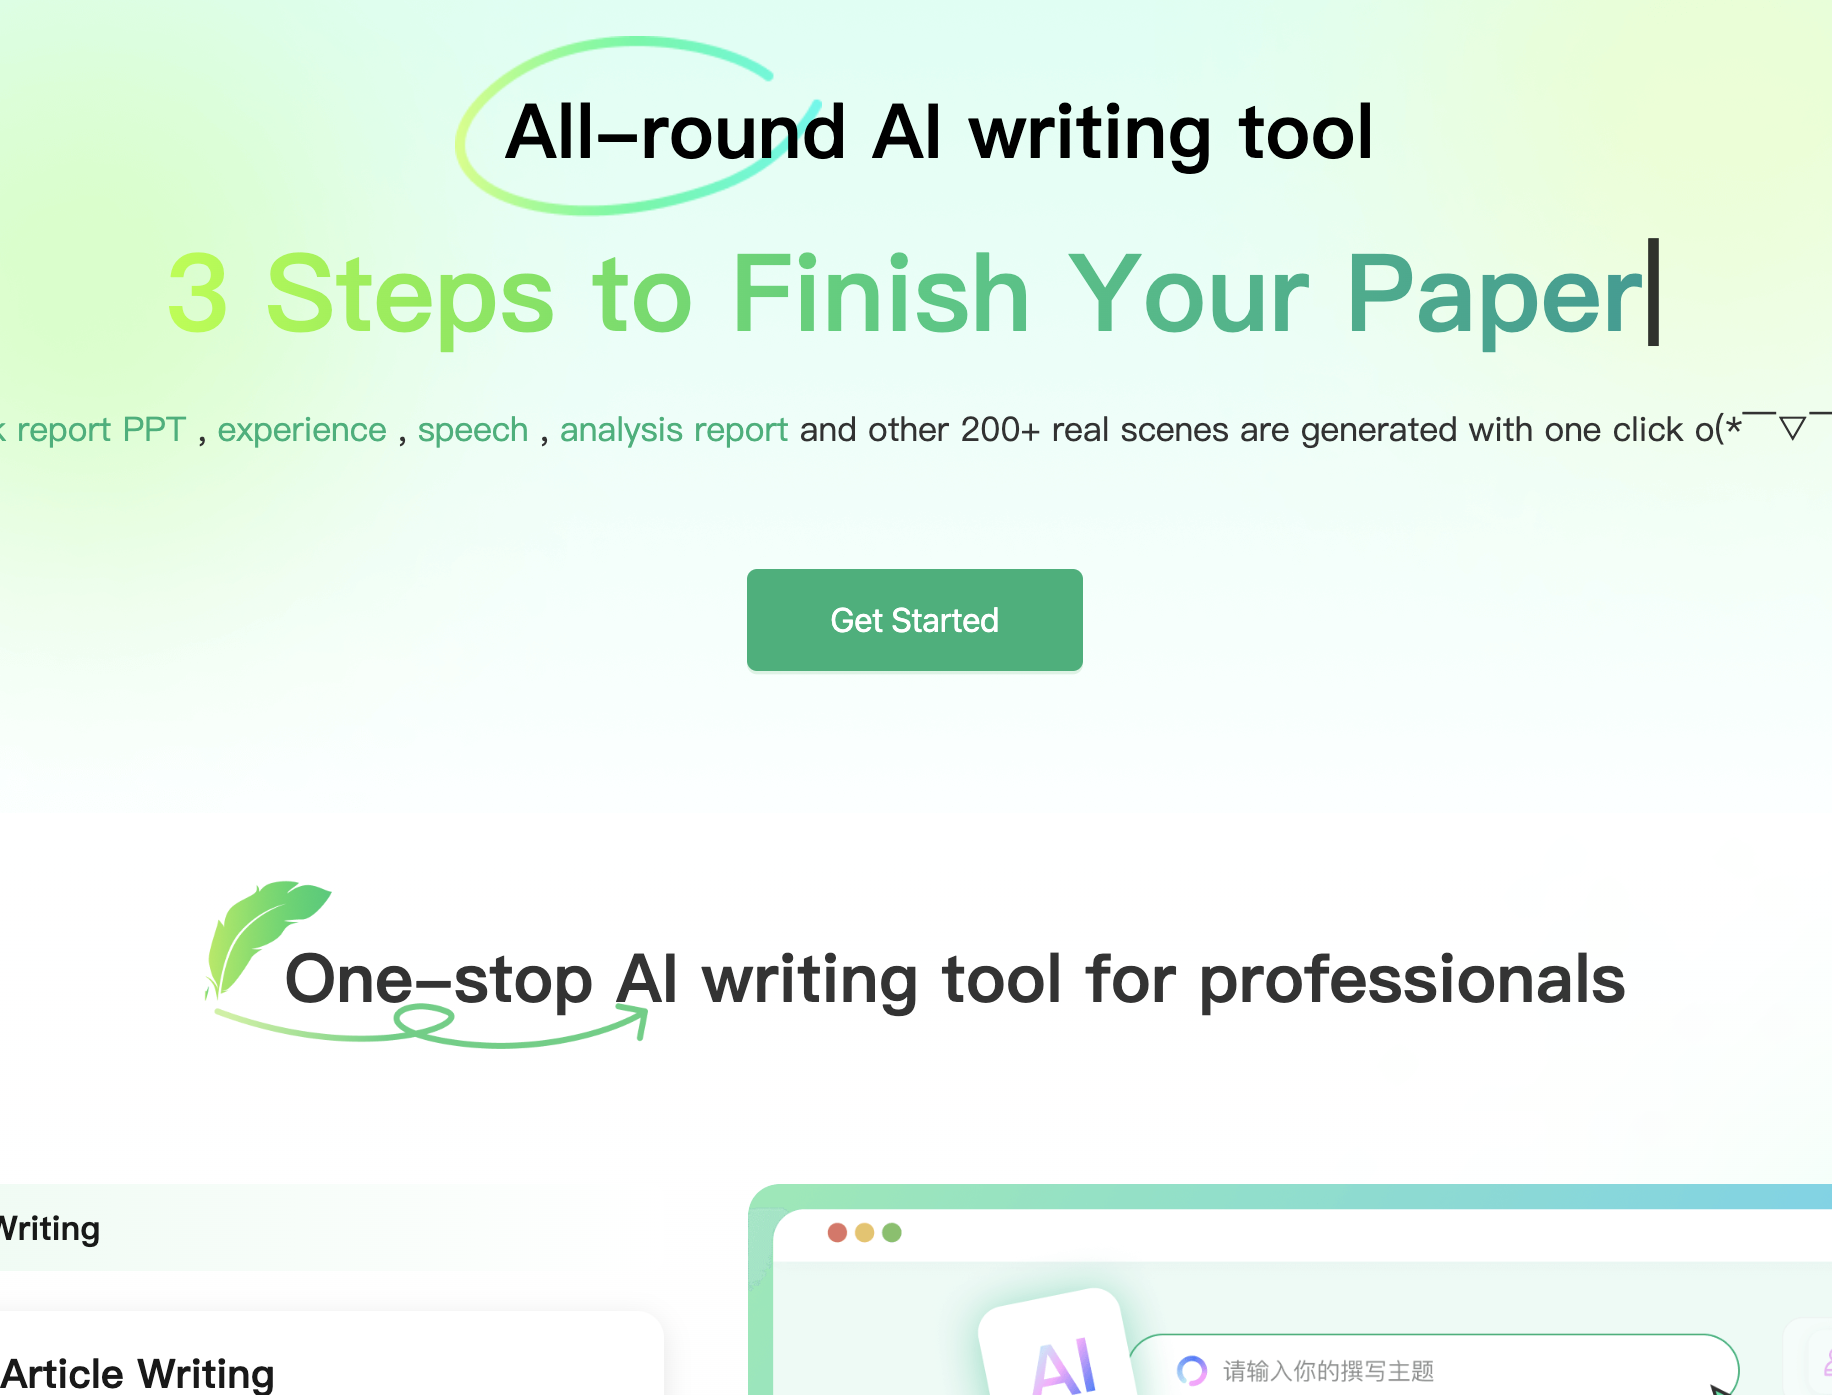 All-round AI writing tool
3 Steps to Finish Your Paper
report PPT , experience , speech , analysis report and other 200+ real scenes are generated with one click o(*￣▽￣
One-stop AI writing tool for professionals
Writing
Article Writing
AI
请输入你的撰写主题
Get Started